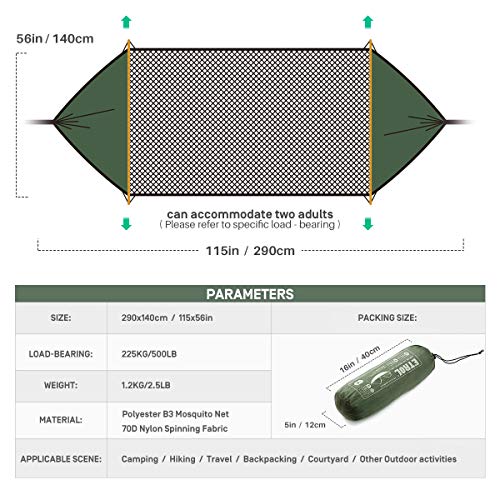 56in / 140cm
can accommodate two adults
( Please refer to specific load - bearing )
115in / 290cm
PARAMETERS
SIZE:
290x140cm / 115x56in
PACKING SIZE:
LOAD-BEARING:
225KG/500LB
16in / 40cm
WEIGHT:
1.2KG/2.5LB
ETROL
5in / 12cm
MATERIAL:
Polyester B3 Mosquito Net
70D Nylon Spinning Fabric
APPLICABLE SCENE:
Camping / Hiking / Travel / Backpacking / Courtyard / Other Outdoor activities